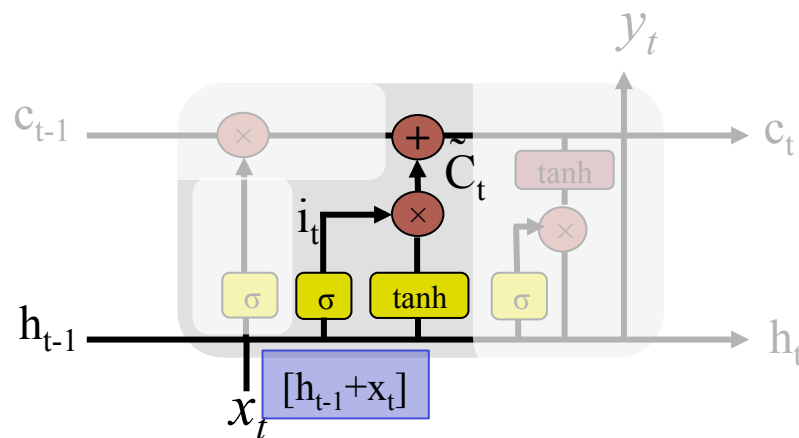 y_t
c_{t-1} × + c_t
C̃_t tanh
i_t × ×
σ σ tanh σ
h_{t-1} h_t
x_t [h_{t-1}+x_t]